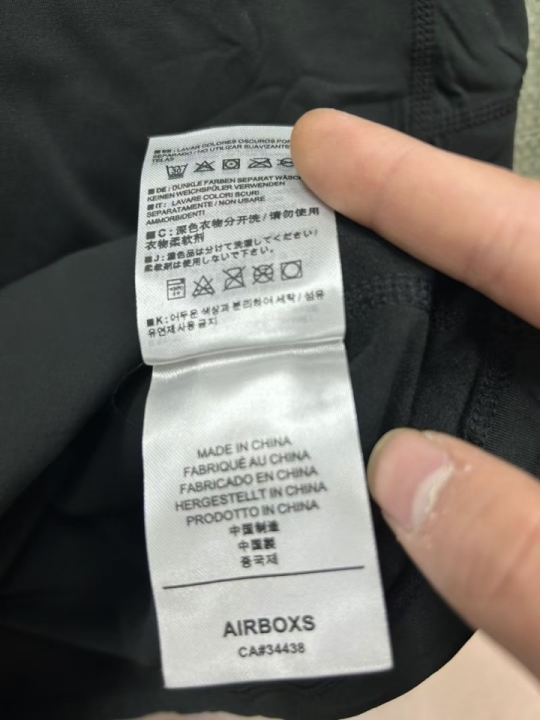 ES : LAVAR COLORES OSCUROS POR
SEPARADO / NO UTILIZAR SUAVIZANTE
TELAS
DE : DUNKLE FARBEN SEPARAT WASCH
KEINEN WEICHSPÜLER VERWENDEN
IT : LAVARE COLORI SCURI
SEPARATAMENTE / NON USARE
AMMORBIDENTI
C : 深色衣物分开洗 / 请勿使用
衣物柔软剂
J : 濃色品は分けて洗濯してください /
柔軟剤は使用しないで下さい。
K : 어두운 색상과 분리하여 세탁 / 섬유
유연제사용 금지
MADE IN CHINA
FABRIQUÉ AU CHINA
FABRICADO EN CHINA
HERGESTELLT IN CHINA
PRODOTTO IN CHINA
中国制造
中国製
중국제
AIRBOXS
CA#34438